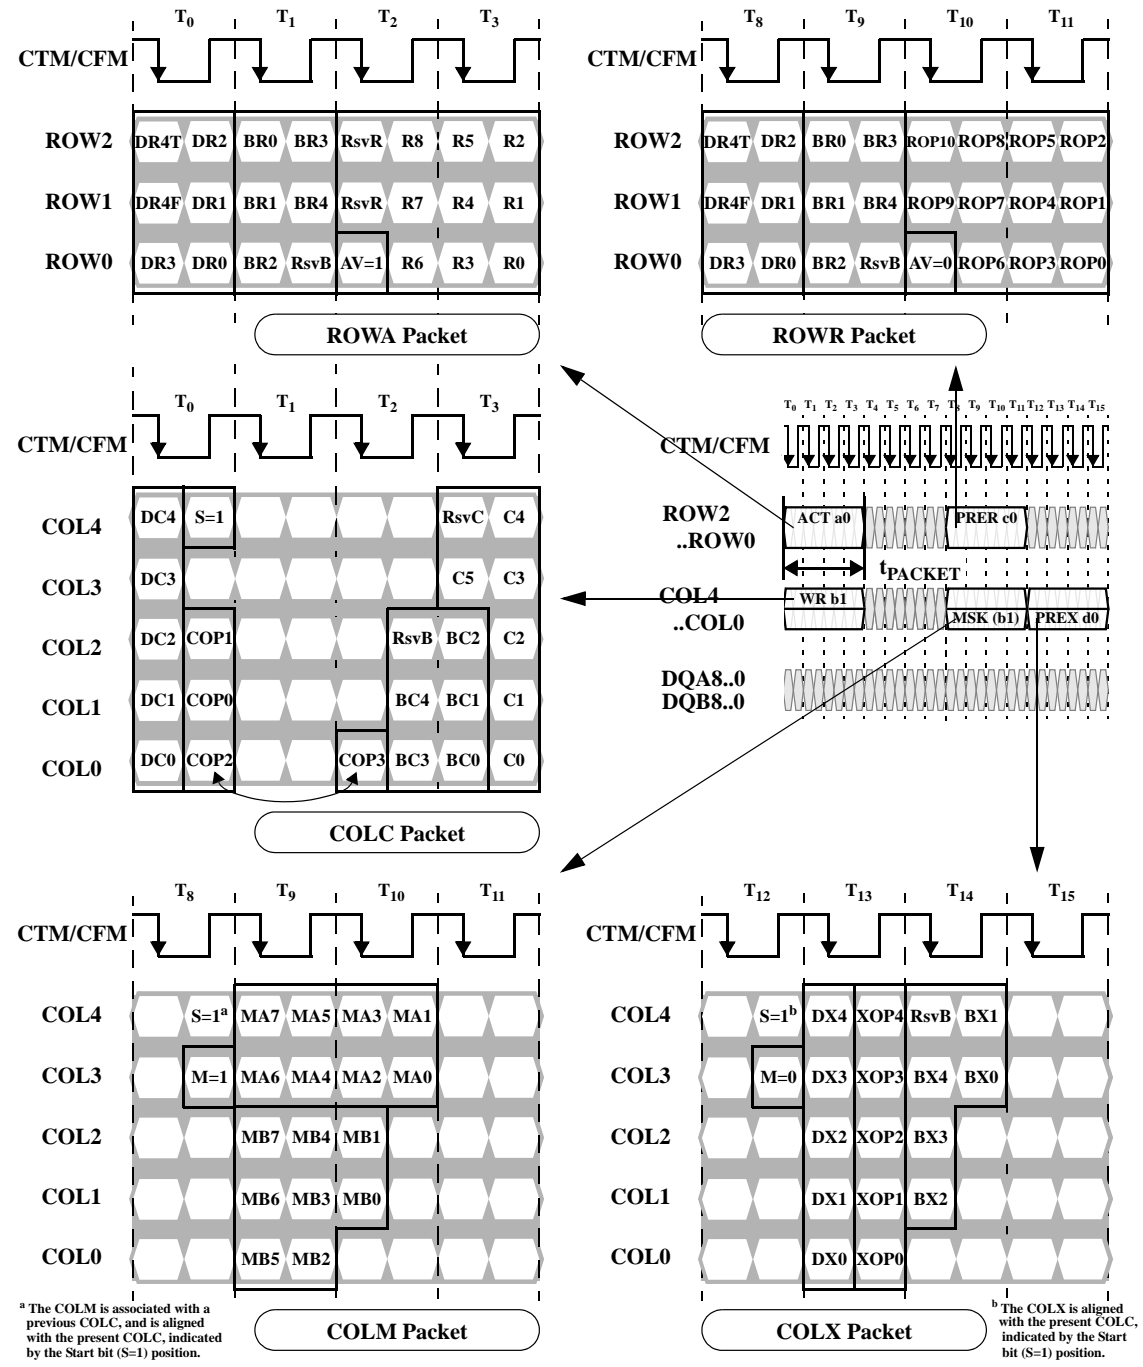 T0 T1 T2 T3
CTM/CFM
ROW2 DR4T DR2 BR0 BR3 RsvR R8 R5 R2
ROW1 DR4F DR1 BR1 BR4 RsvR R7 R4 R1
ROW0 DR3 DR0 BR2 RsvB AV=1 R6 R3 R0
ROWA Packet
T8 T9 T10 T11
CTM/CFM
ROW2 DR4T DR2 BR0 BR3 ROP10 ROP8 ROP5 ROP2
ROW1 DR4F DR1 BR1 BR4 ROP9 ROP7 ROP4 ROP1
ROW0 DR3 DR0 BR2 RsvB AV=0 ROP6 ROP3 ROP0
ROWR Packet
T0 T1 T2 T3
CTM/CFM
COL4 DC4 S=1 RsvC C4
COL3 DC3 C5 C3
COL2 DC2 COP1 RsvB BC2 C2
COL1 DC1 COP0 BC4 BC1 C1
COL0 DC0 COP2 COP3 BC3 BC0 C0
COLC Packet
T0 T1 T2 T3 T4 T5 T6 T7 T8 T9 T10 T11 T12 T13 T14 T15
CTM/CFM
ROW2 ACT a0 PRER c0
..ROW0
tPACKET
COL4 WR b1
..COL0 MSK (b1) PREX d0
DQA8..0
DQB8..0
T8 T9 T10 T11
CTM/CFM
COL4 S=1a MA7 MA5 MA3 MA1
COL3 M=1 MA6 MA4 MA2 MA0
COL2 MB7 MB4 MB1
COL1 MB6 MB3 MB0
COL0 MB5 MB2
a The COLM is associated with a
previous COLC, and is aligned
with the present COLC, indicated
by the Start bit (S=1) position.
COLM Packet
T12 T13 T14 T15
CTM/CFM
COL4 S=1b DX4 XOP4 RsvB BX1
COL3 M=0 DX3 XOP3 BX4 BX0
COL2 DX2 XOP2 BX3
COL1 DX1 XOP1 BX2
COL0 DX0 XOP0
COLX Packet
b The COLX is aligned
with the present COLC,
indicated by the Start
bit (S=1) position.